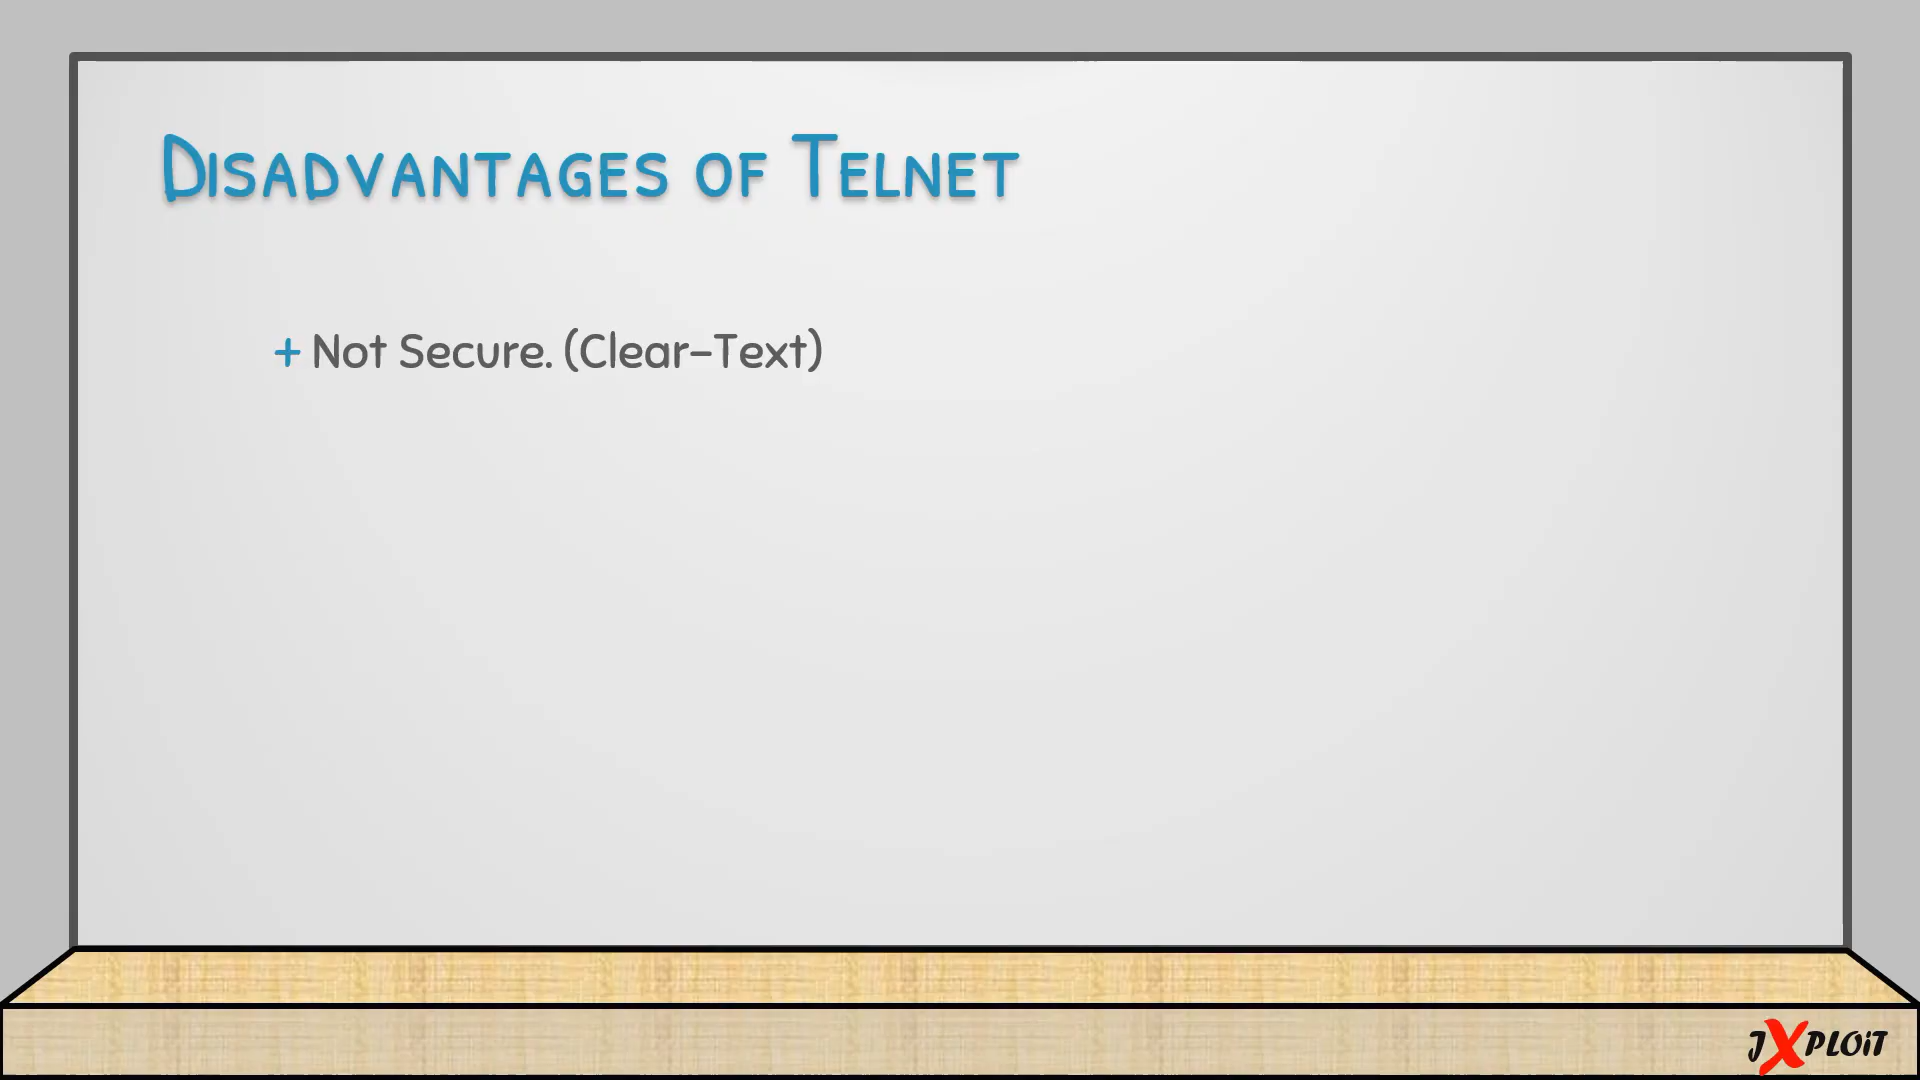 Disadvantages of Telnet
+ Not Secure. (Clear-Text)
JXPLOiT